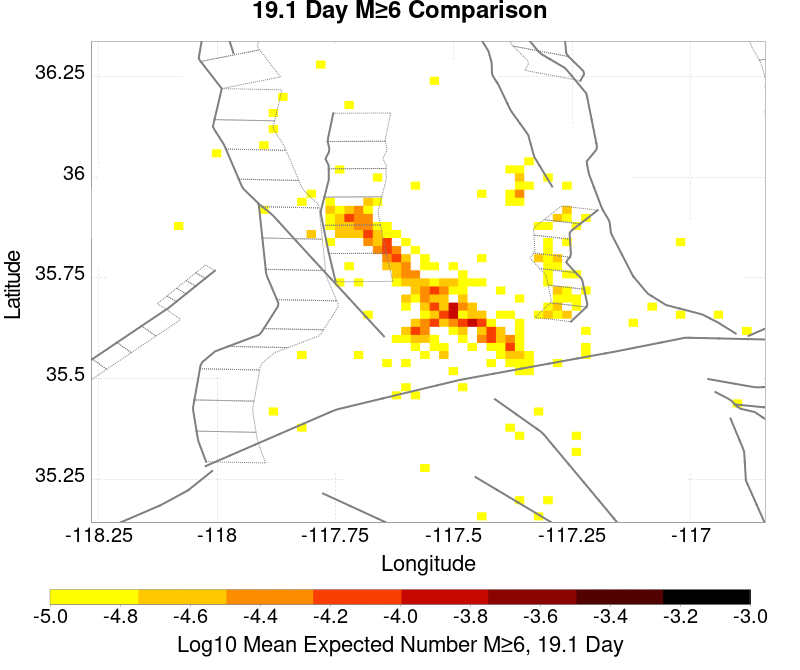 19.1 Day M≥6 Comparison
36.25
36
35.75
35.5
35.25
Latitude
-118.25 -118 -117.75 -117.5 -117.25 -117
Longitude
-5.0 -4.8 -4.6 -4.4 -4.2 -4.0 -3.8 -3.6 -3.4 -3.2 -3.0
Log10 Mean Expected Number M≥6, 19.1 Day